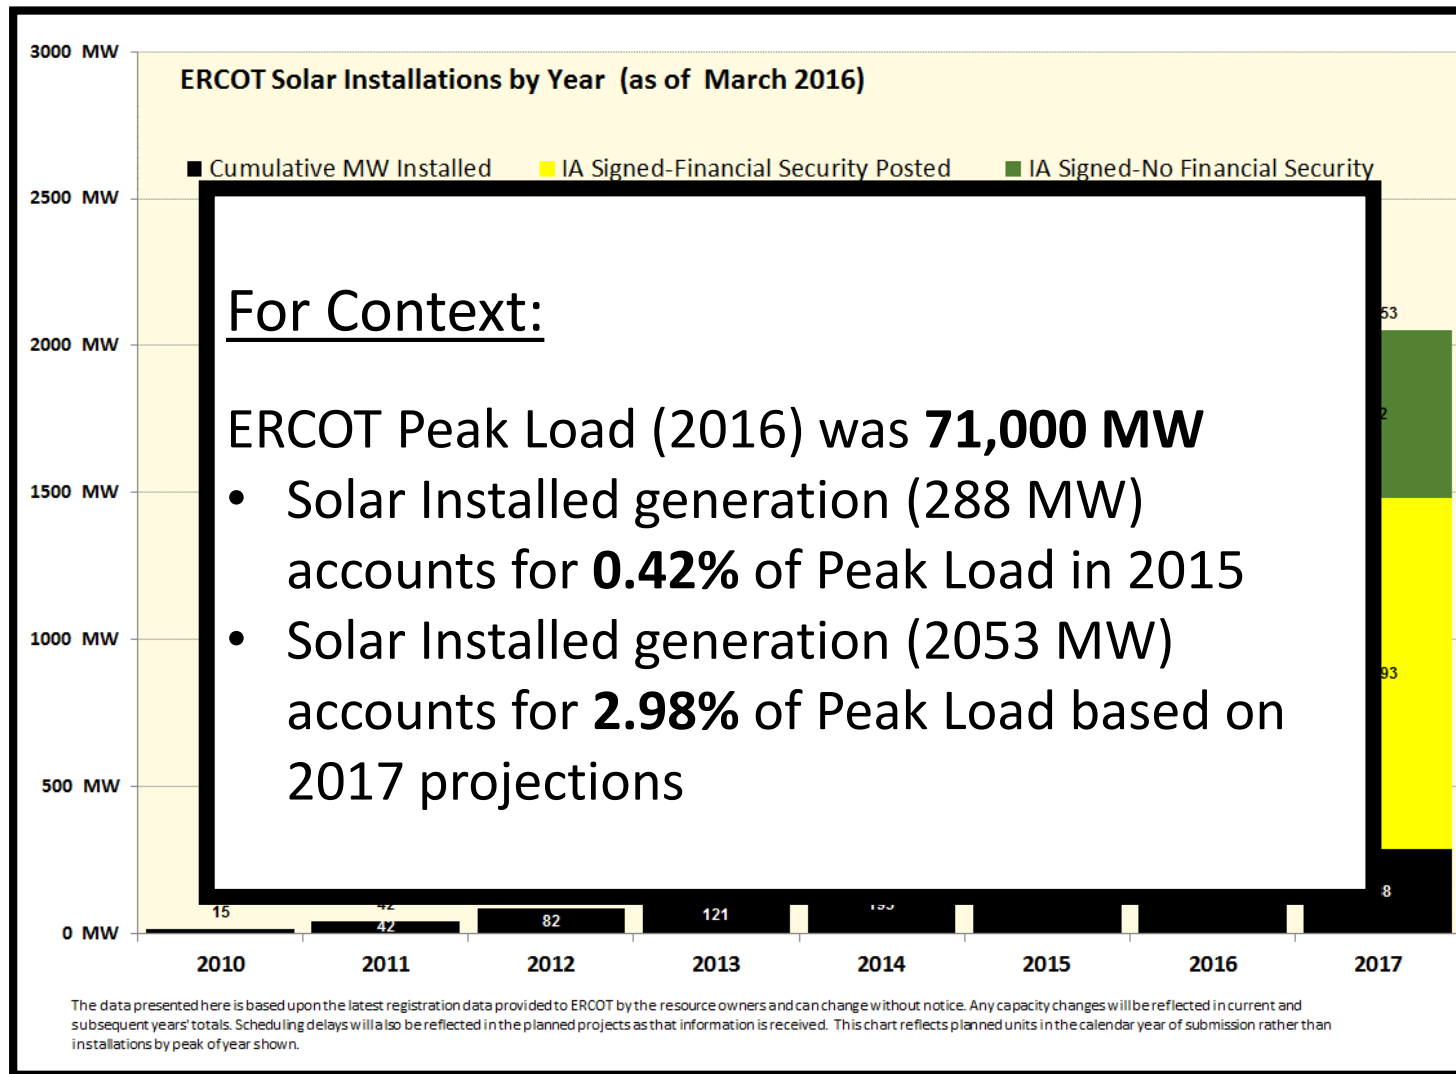 3000 MW
ERCOT Solar Installations by Year (as of March 2016)
Cumulative MW Installed IA Signed-Financial Security Posted IA Signed-No Financial Security
2500 MW
For Context:
53
2000 MW
ERCOT Peak Load (2016) was 71,000 MW
2
1500 MW
• Solar Installed generation (288 MW)
accounts for 0.42% of Peak Load in 2015
1000 MW
• Solar Installed generation (2053 MW)
93
accounts for 2.98% of Peak Load based on
500 MW
2017 projections
8
15 42
42 82 121
0 MW
2010 2011 2012 2013 2014 2015 2016 2017
The data presented here is based upon the latest registration data provided to ERCOT by the resource owners and can change without notice. Any capacity changes will be reflected in current and
subsequent years' totals. Scheduling delays will also be reflected in the planned projects as that information is received. This chart reflects planned units in the calendar year of submission rather than
installations by peak of year shown.